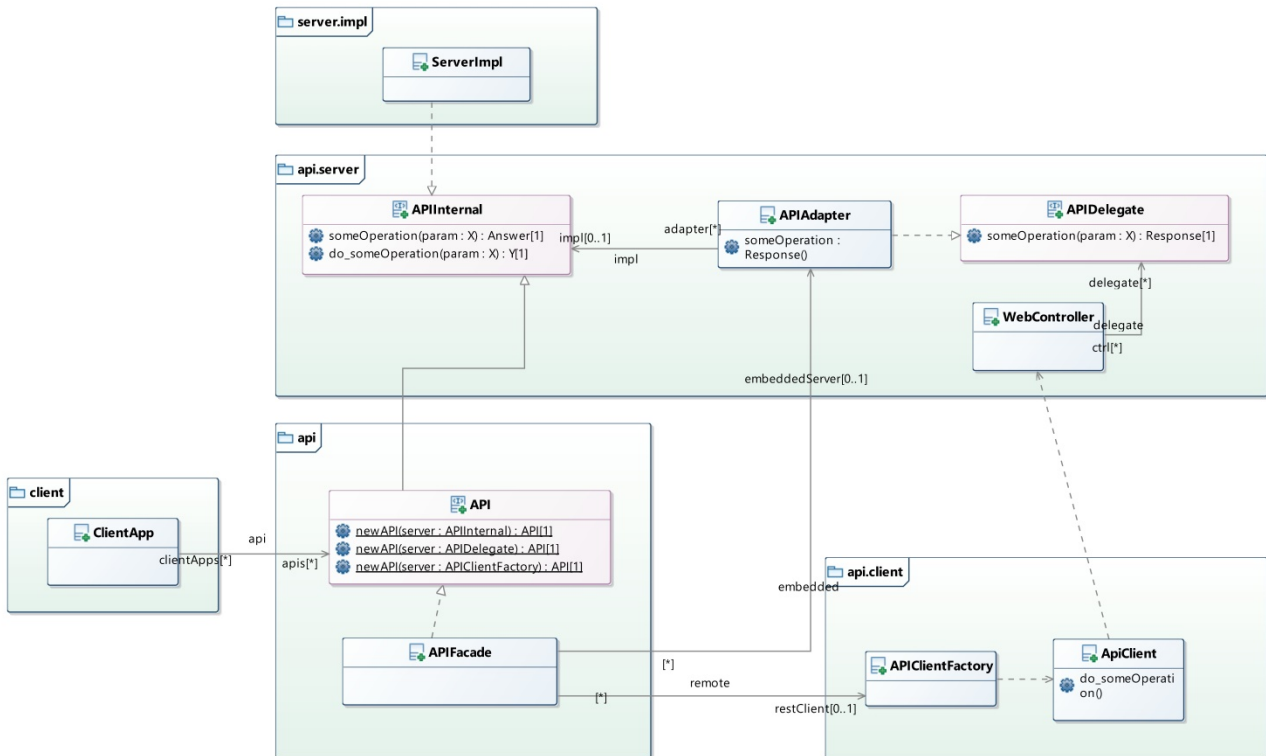 server.impl
ServerImpl
api.server
APIInternal
someOperation(param : X) : Answer[1]
do_someOperation(param : X) : Y[1]
impl[0..1]
impl
adapter[*]
APIAdapter
someOperation :
Response()
APIDelegate
someOperation(param : X) : Response[1]
delegate[*]
WebController
delegate
ctrl[*]
embeddedServer[0..1]
api
client
ClientApp
clientApps[*]
api
apis[*]
API
newAPI(server : APIInternal) : API[1]
newAPI(server : APIDelegate) : API[1]
newAPI(server : APIClientFactory) : API[1]
APIFacade
[*]
[*]
embedded
remote
restClient[0..1]
api.client
APIClientFactory
ApiClient
do_someOperati
on()